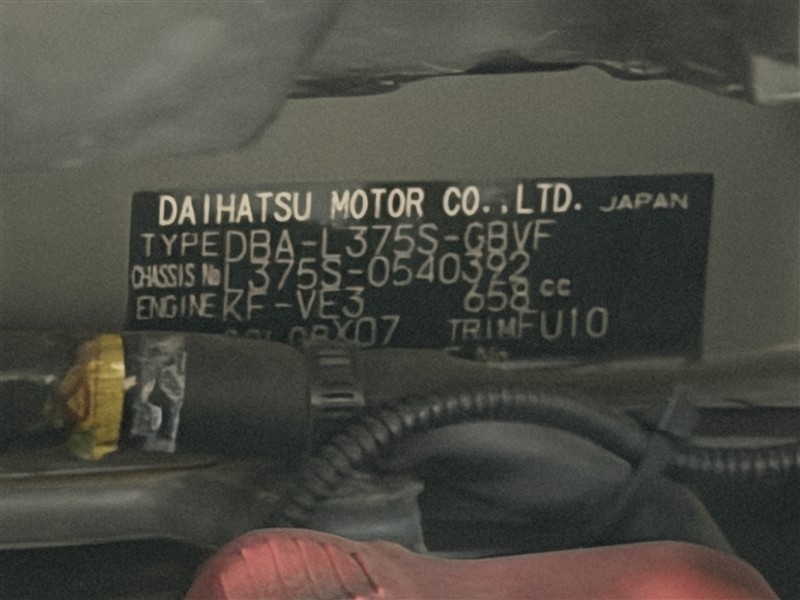 DAIHATSU MOTOR CO.,LTD. JAPAN
TYPE DBA-L375S-GBVF
CHASSIS No L375S-0540392
ENGINE KF-VE3 658 cc
X07 TRIM FU10